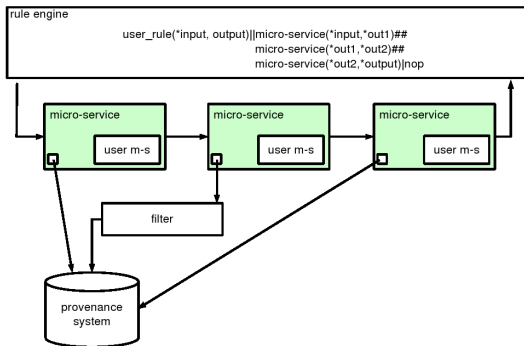 rule engine
user_rule(*input, output)||micro-service(*input,*out1)##
micro-service(*out1,*out2)##
micro-service(*out2,*output)|nop
micro-service
user m-s
micro-service
user m-s
micro-service
user m-s
filter
provenance
system